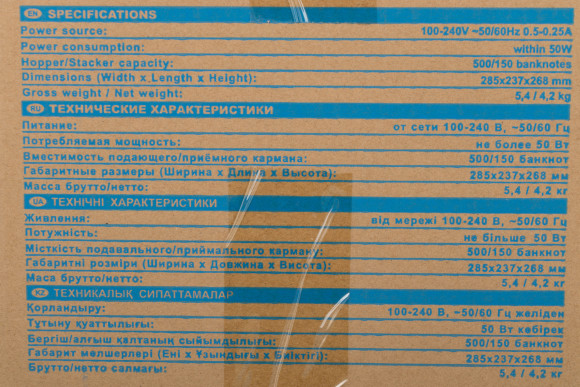 EN SPECIFICATIONS
Power source: 100-240V ~50/60Hz 0.5-0.25A
Power consumption: within 50W
Hopper/Stacker capacity: 500/150 banknotes
Dimensions (Width x Length x Height): 285x237x268 mm
Gross weight / Net weight: 5,4 / 4,2 kg
RU ТЕХНИЧЕСКИЕ ХАРАКТЕРИСТИКИ
Питание: от сети 100-240 В, ~50/60 Гц
Потребляемая мощность: не более 50 Вт
Вместимость подающего/приёмного кармана: 500/150 банкнот
Габаритные размеры (Ширина х Длина х Высота): 285x237x268 мм
Масса брутто/нетто: 5,4 / 4,2 кг
UA ТЕХНІЧНІ ХАРАКТЕРИСТИКИ
Живлення: від мережі 100-240 В, ~50/60 Гц
Потужність: не більше 50 Вт
Місткість подавального/приймального карману: 500/150 банкнот
Габаритні розміри (Ширина х Довжина х Висота): 285x237x268 мм
Маса брутто/нетто: 5,4 / 4,2 кг
KZ ТЕХНИКАЛЫҚ СИПАТТАМАЛАР
Қорландыру: 100-240 В, ~50/60 Гц желіден
Тұтыну қуаттылығы: 50 Вт көбірек
Бергіш/алғыш қалтаның сыйымдылығы: 500/150 банкнот
Габарит мөлшерлері (Ені х Ұзындығы х Биіктігі): 285x237x268 мм
Брутто/нетто салмағы: 5,4 / 4,2 кг